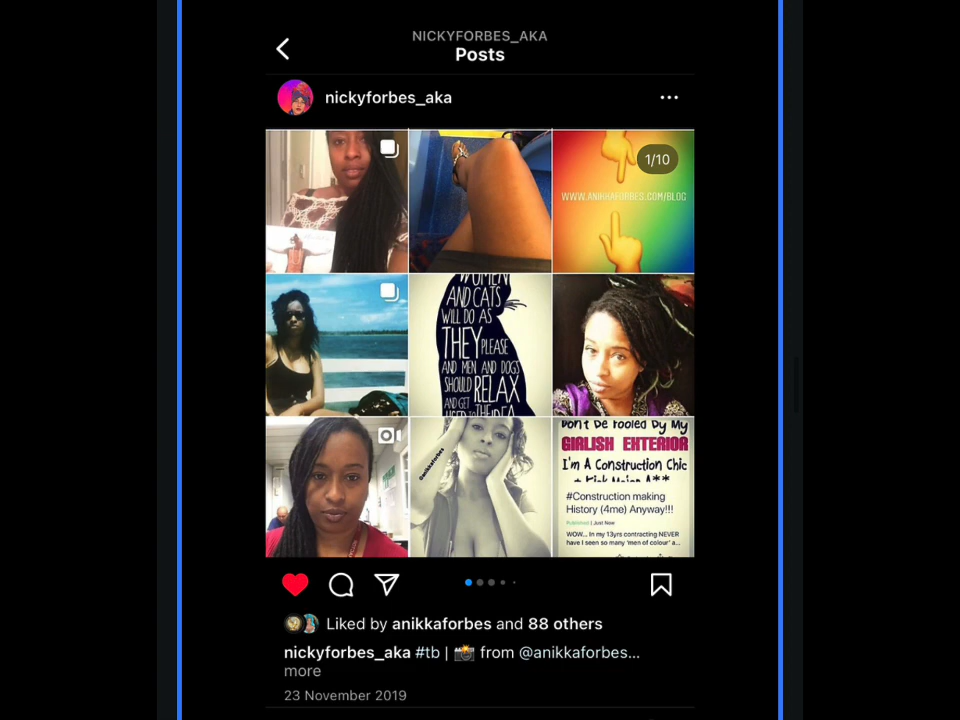 NICKYFORBES_AKA
Posts
nickyforbes_aka
1/10
WWW.ANIKKAFORBES.COM/BLOG
WOMEN
AND CATS
WILL DO AS
THEY PLEASE
AND MEN AND DOGS
SHOULD RELAX
AND GET
USED TO THE IDEA
@anikkaforbes
Don't Be Fooled By My
GIRLISH EXTERIOR
I'm A Construction Chic
#Construction making
History (4me) Anyway!!!
Published | Just Now
WOW... In my 13yrs contracting NEVER
have I seen so many 'men of colour' a...
Liked by anikkaforbes and 88 others
nickyforbes_aka #tb | 📸 from @anikkaforbes...
more
23 November 2019